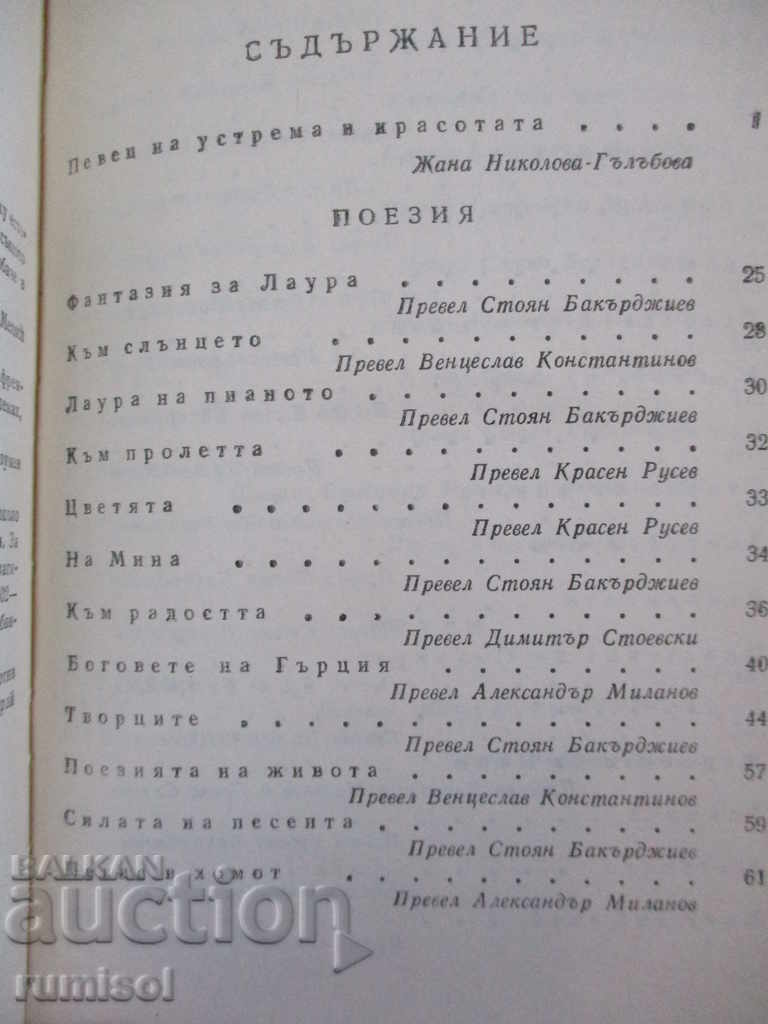 СЪДЪРЖАНИЕ
Певец на устрема и красотата . . . .
Жана Николова-Гълъбова
ПОЕЗИЯ
Фантазия за Лаура . . . . . . . . . . 25
Превел Стоян Бакърджиев
Към слънцето . . . . . . . . . . . 28
Превел Венцеслав Константинов
Лаура на пианото . . . . . . . . . . 30
Превел Стоян Бакърджиев
Към пролетта . . . . . . . . . . . 32
Превел Красен Русев
Цветята . . . . . . . . . . . . . . 33
Превел Красен Русев
На Мина . . . . . . . . . . . . . . 34
Превел Стоян Бакърджиев
Към радостта . . . . . . . . . . . . 36
Превел Димитър Стоевски
Боговете на Гърция . . . . . . . . 40
Превел Александър Миланов
Творците . . . . . . . . . . . . . . 44
Превел Стоян Бакърджиев
Поезията на живота . . . . . . . . . 57
Превел Венцеслав Константинов
Силата на песента . . . . . . . . . . 59
Превел Стоян Бакърджиев
хомот . . . . . . . . . . . 61
Превел Александър Миланов
BALKAN
auction
rumisol